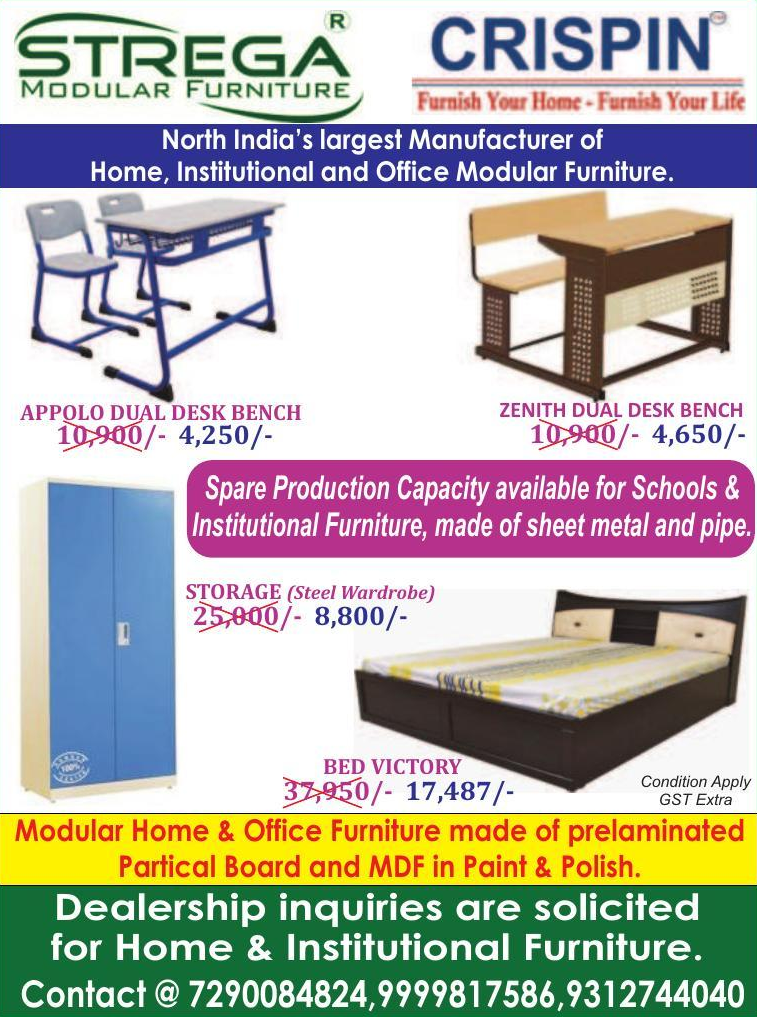 STREGA ®
MODULAR FURNITURE
CRISPIN
Furnish Your Home - Furnish Your Life
North India's largest Manufacturer of
Home, Institutional and Office Modular Furniture.
APPOLO DUAL DESK BENCH
10,900/- 4,250/-
ZENITH DUAL DESK BENCH
10,900/- 4,650/-
Spare Production Capacity available for Schools &
Institutional Furniture, made of sheet metal and pipe.
STORAGE (Steel Wardrobe)
25,000/- 8,800/-
100%
BED VICTORY
37,950/- 17,487/-
Condition Apply
GST Extra
Modular Home & Office Furniture made of prelaminated
Partical Board and MDF in Paint & Polish.
Dealership inquiries are solicited
for Home & Institutional Furniture.
Contact @ 7290084824,9999817586,9312744040